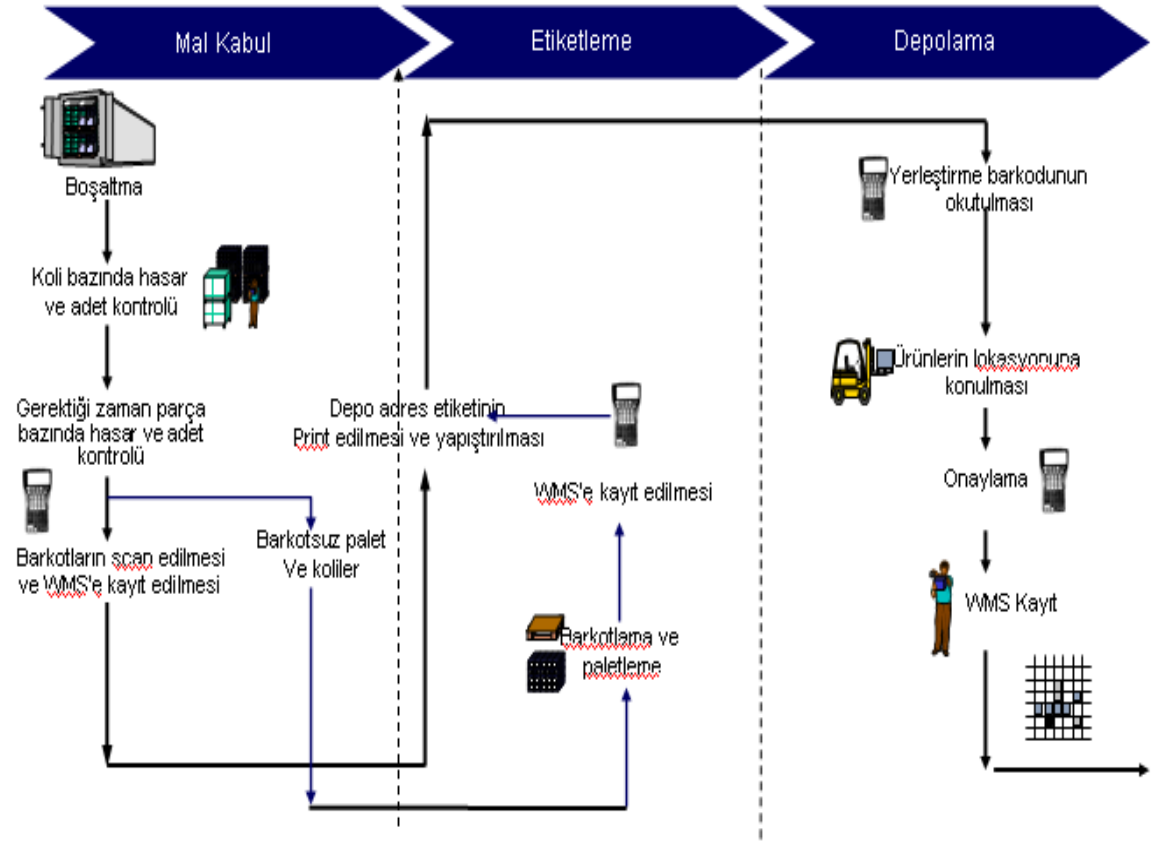 Mal Kabul
Etiketleme
Depolama
Boşaltma
Koli bazında hasar
ve adet kontrolü
Gerektiği zaman parça
bazında hasar ve adet
kontrolü
Barkotların scan edilmesi
ve WMS'e kayıt edilmesi
Barkotsuz palet
Ve koliler
Depo adres etiketinin
Print edilmesi ve yapıştırılması
WMS'e kayıt edilmesi
Barkotlama ve
paletleme
Yerleştirme barkodunun
okutulması
Ürünlerin lokasyonuna
konulması
Onaylama
WMS Kayıt